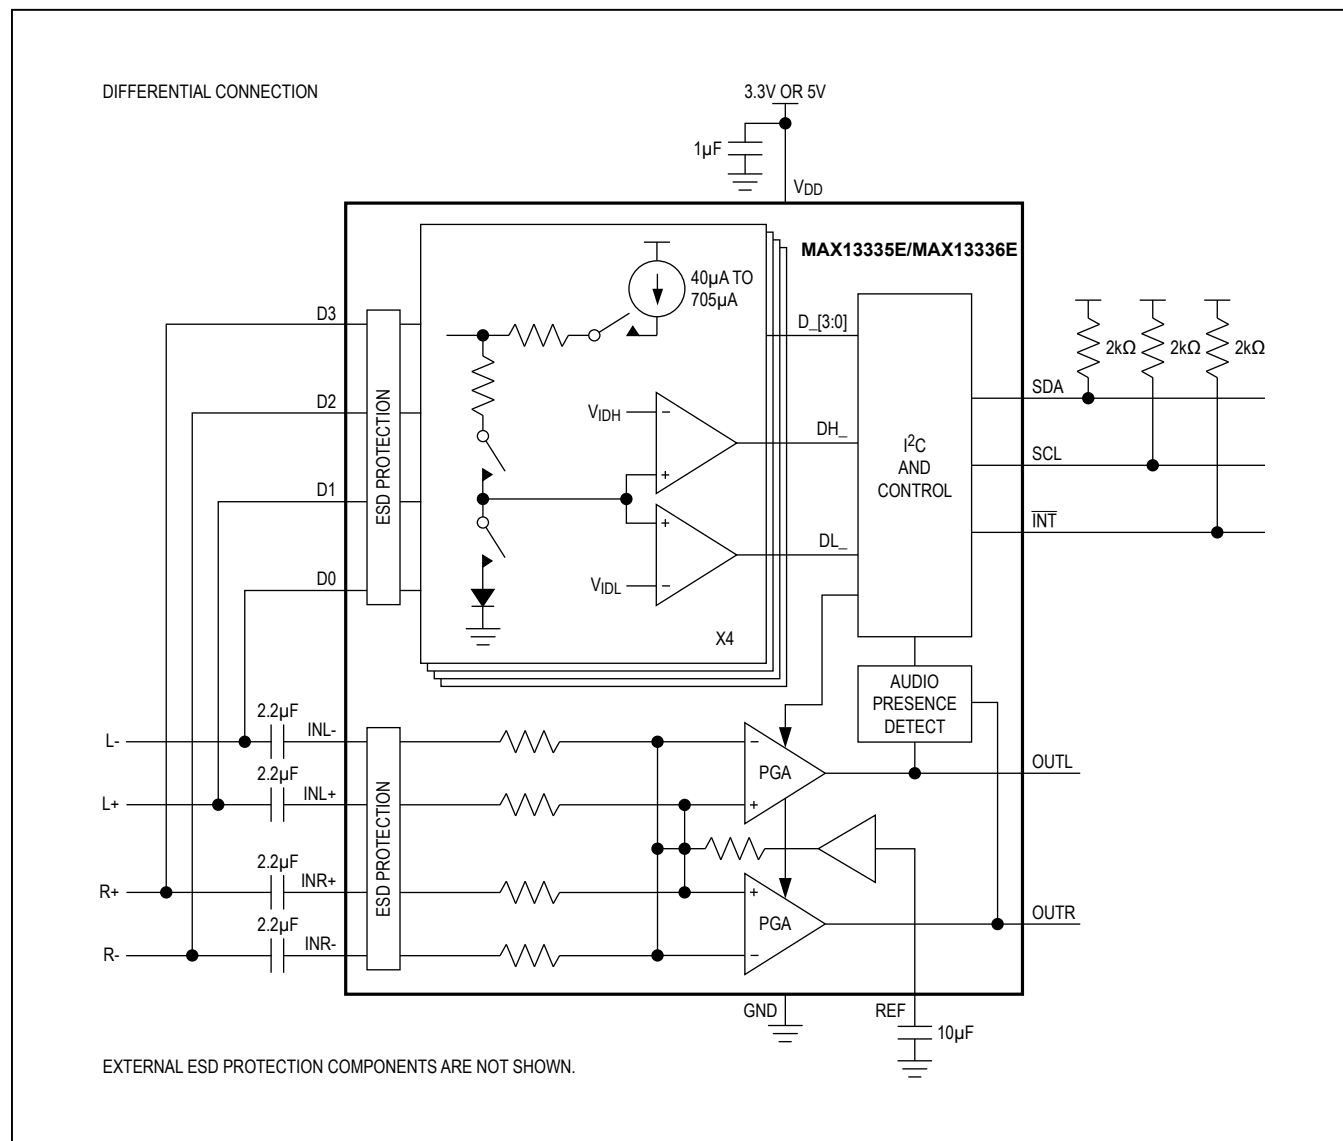 DIFFERENTIAL CONNECTION
3.3V OR 5V
1µF
VDD
MAX13335E/MAX13336E
40µA TO
705µA
D3
D_[3:0]
2kΩ
2kΩ
2kΩ
SDA
D2
ESD PROTECTION
VIDH
−
+
DH_
I²C
AND
CONTROL
SCL
D1
INT
+
−
VIDL
DL_
D0
X4
AUDIO
PRESENCE
DETECT
2.2µF
INL-
L-
−
PGA
+
OUTL
2.2µF
INL+
L+
ESD PROTECTION
2.2µF
INR+
R+
+
PGA
−
OUTR
2.2µF
INR-
R-
GND
REF
10µF
EXTERNAL ESD PROTECTION COMPONENTS ARE NOT SHOWN.